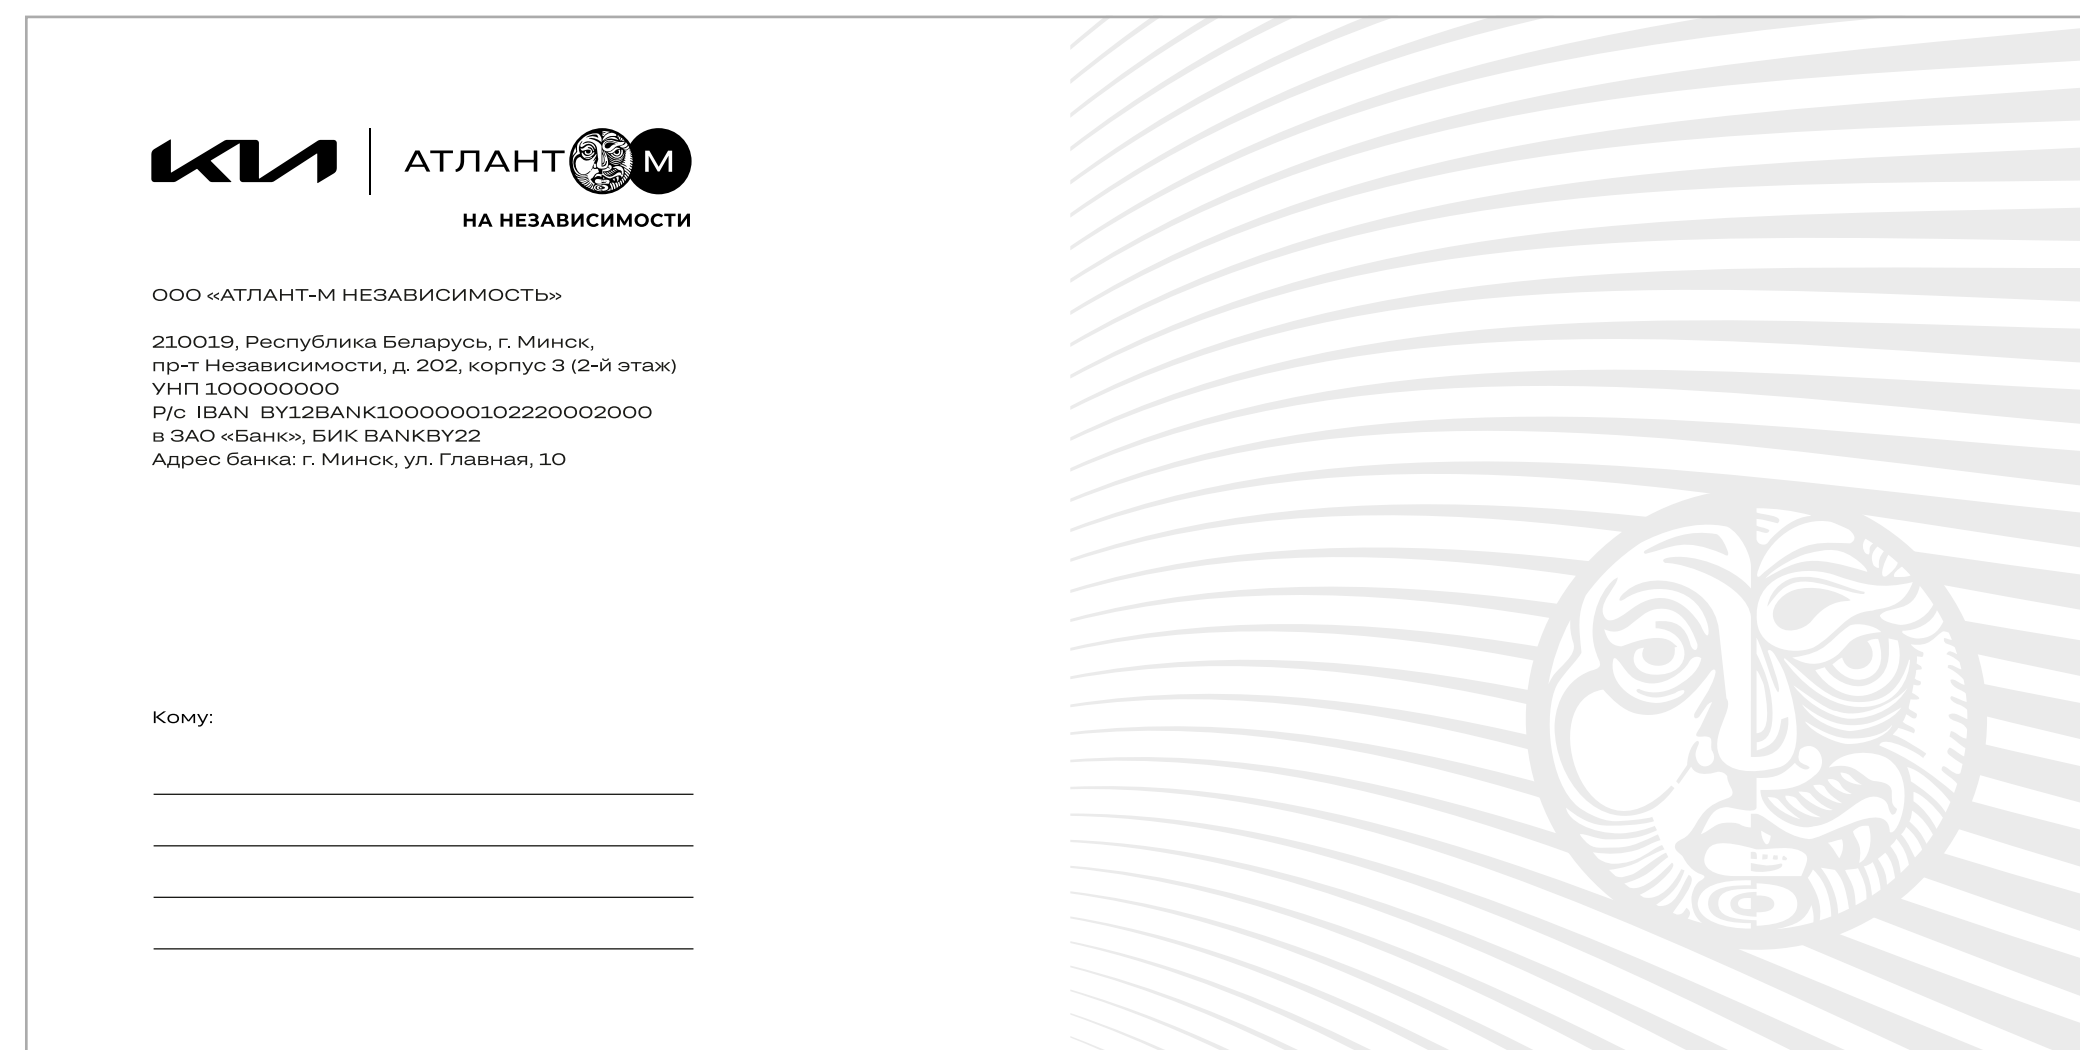 KIA
АТЛАНТ М
НА НЕЗАВИСИМОСТИ
ООО «АТЛАНТ-М НЕЗАВИСИМОСТЬ»
210019, Республика Беларусь, г. Минск,
пр-т Независимости, д. 202, корпус 3 (2-й этаж)
УНП 100000000
Р/с IBAN BY12BANK1000000102220002000
в ЗАО «Банк», БИК BANKBY22
Адрес банка: г. Минск, ул. Главная, 10
Кому: